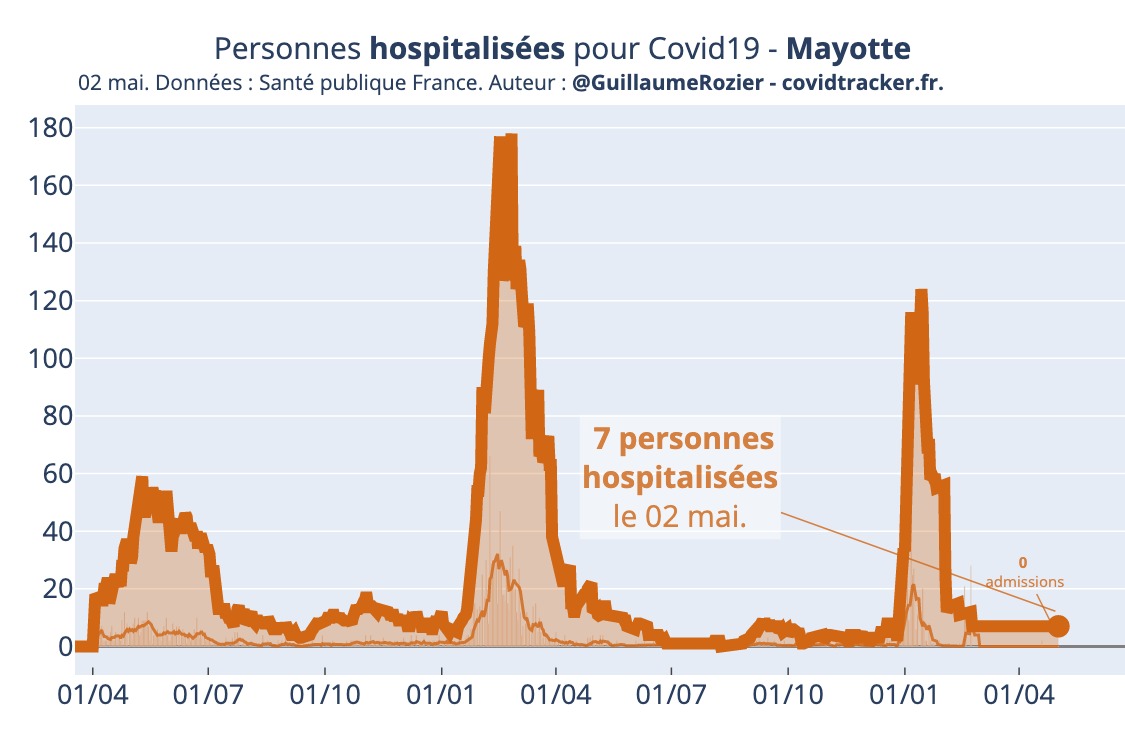 Personnes hospitalisées pour Covid19 - Mayotte
02 mai. Données : Santé publique France. Auteur : @GuillaumeRozier - covidtracker.fr.
180
160
140
120
100
80
60
40
20
0
7 personnes
hospitalisées
le 02 mai.
0
admissions
01/04 01/07 01/10 01/01 01/04 01/07 01/10 01/01 01/04